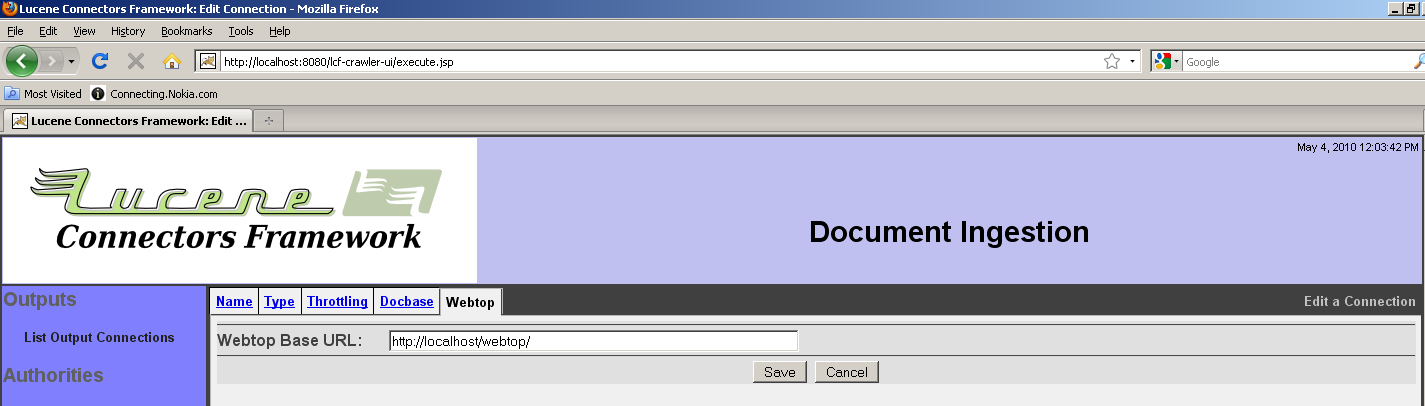 Lucene Connectors Framework: Edit Connection - Mozilla Firefox
File Edit View History Bookmarks Tools Help
http://localhost:8080/lcf-crawler-ui/execute.jsp
Google
Most Visited Connecting.Nokia.com
Lucene Connectors Framework: Edit ...
May 4, 2010 12:03:42 PM
Lucene
Connectors Framework
Document Ingestion
Outputs
Name Type Throttling Docbase Webtop
Edit a Connection
List Output Connections
Webtop Base URL: http://localhost/webtop/
Authorities
Save Cancel